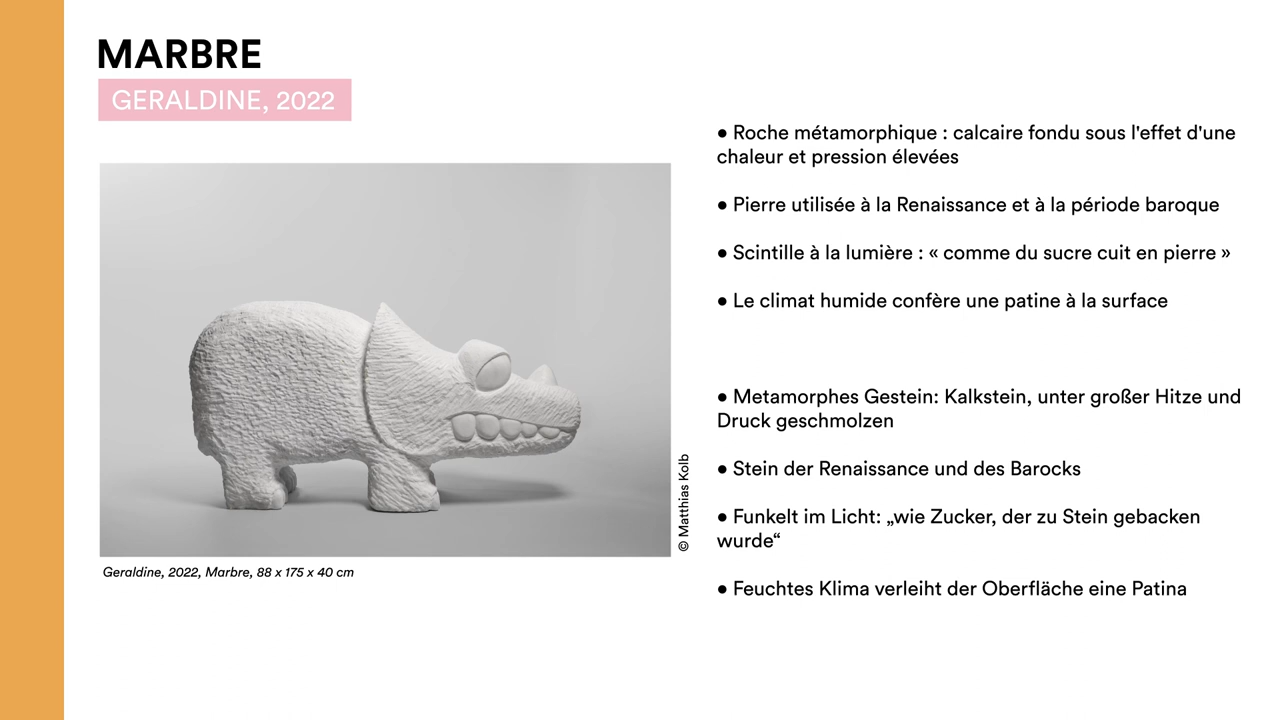 MARBRE
GERALDINE, 2022
● Roche métamorphique : calcaire fondu sous l'effet d'une
chaleur et pression élevées
● Pierre utilisée à la Renaissance et à la période baroque
● Scintille à la lumière : « comme du sucre cuit en pierre »
● Le climat humide confère une patine à la surface
● Metamorphes Gestein: Kalkstein, unter großer Hitze und
Druck geschmolzen
● Stein der Renaissance und des Barocks
● Funkelt im Licht: „wie Zucker, der zu Stein gebacken
wurde“
● Feuchtes Klima verleiht der Oberfläche eine Patina
© Matthias Kolb
Geraldine, 2022, Marbre, 88 x 175 x 40 cm